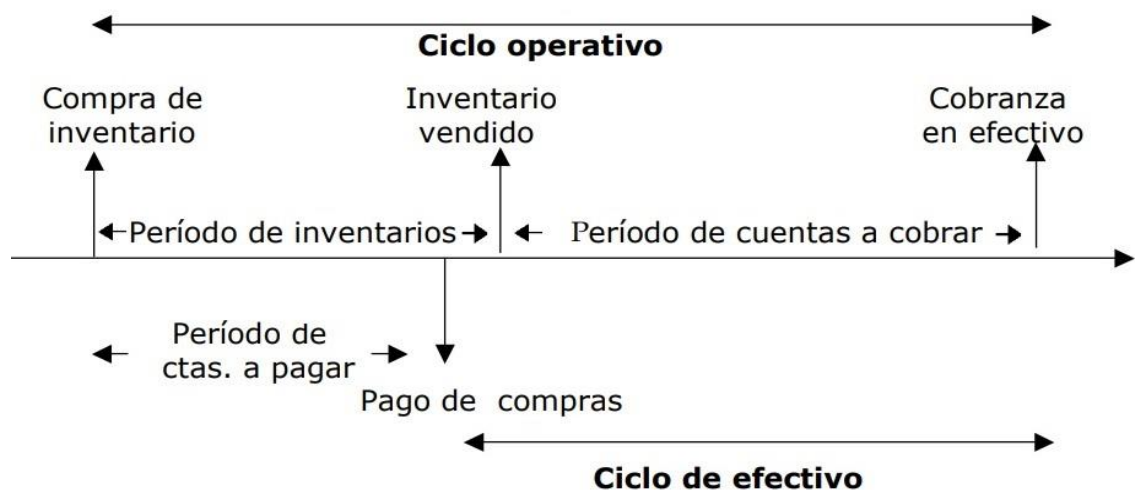 Ciclo operativo
Compra de
inventario
Inventario
vendido
Cobranza
en efectivo
Período de inventarios
Período de cuentas a cobrar
Período de
ctas. a pagar
Pago de compras
Ciclo de efectivo